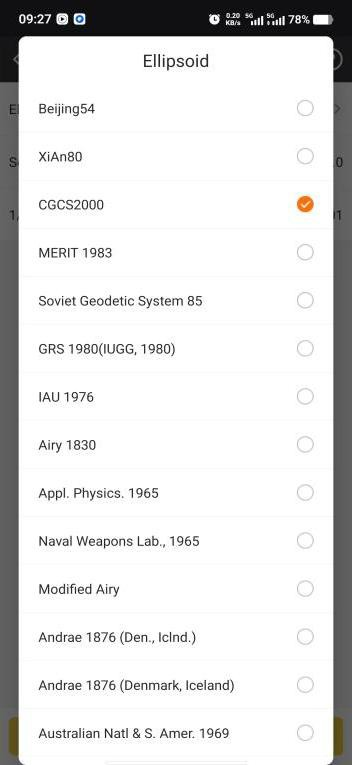 09:27
0.20 KB/s 5G 5G 78%
Ellipsoid
Beijing54
XiAn80
CGCS2000
MERIT 1983
Soviet Geodetic System 85
GRS 1980(IUGG, 1980)
IAU 1976
Airy 1830
Appl. Physics. 1965
Naval Weapons Lab., 1965
Modified Airy
Andrae 1876 (Den., Iclnd.)
Andrae 1876 (Denmark, Iceland)
Australian Natl & S. Amer. 1969